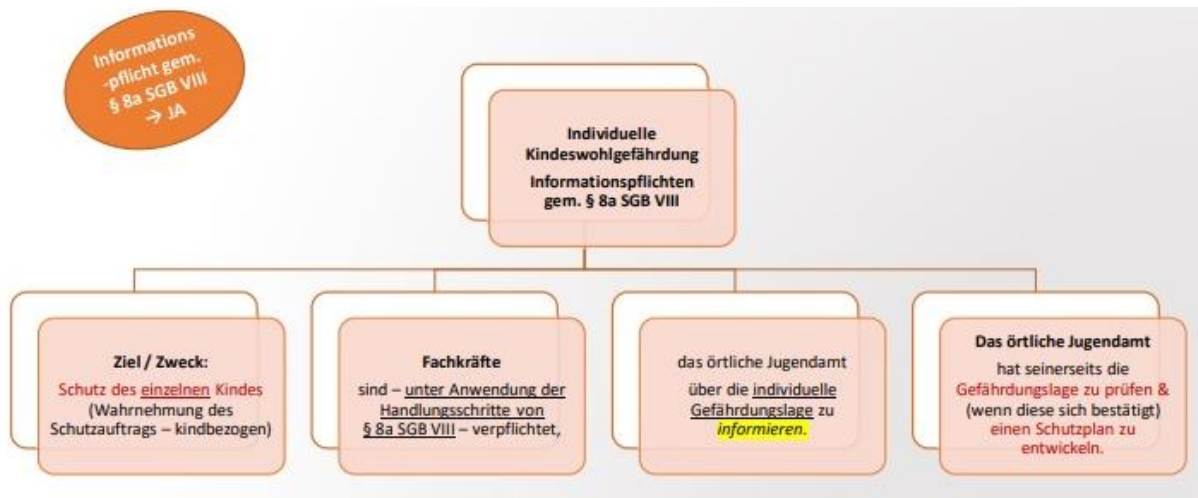 Informations
-pflicht gem.
§ 8a SGB VIII
→ JA
Individuelle
Kindeswohlgefährdung
Informationspflichten
gem. § 8a SGB VIII
Ziel / Zweck:
Schutz des einzelnen Kindes
(Wahrnehmung des
Schutzauftrags – kindbezogen)
Fachkräfte
sind – unter Anwendung der
Handlungsschritte von
§ 8a SGB VIII – verpflichtet,
das örtliche Jugendamt
über die individuelle
Gefährdungslage zu
informieren.
Das örtliche Jugendamt
hat seinerseits die
Gefährdungslage zu prüfen &
(wenn diese sich bestätigt)
einen Schutzplan zu
entwickeln.